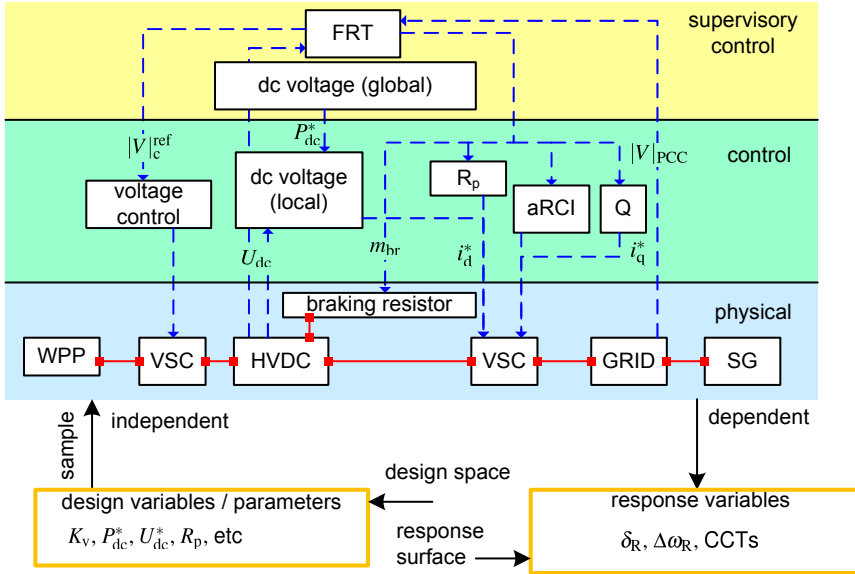 supervisory
control
FRT
dc voltage (global)
P*dc
|V|c^ref
control
|V|PCC
dc voltage
(local)
Rp
voltage
control
aRCI
Q
Udc
mbr
i*d
i*q
braking resistor
physical
WPP
VSC
HVDC
VSC
GRID
SG
sample
independent
dependent
design space
design variables / parameters
Kv, P*dc, U*dc, Rp, etc
response
surface
response variables
δR, ΔωR, CCTs